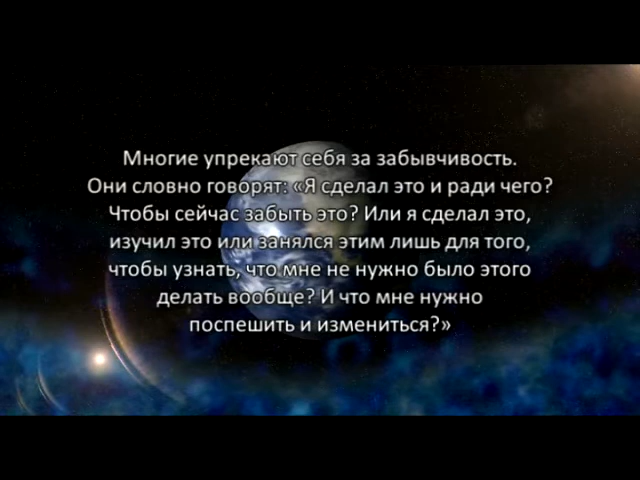 Многие упрекают себя за забывчивость.
Они словно говорят: «Я сделал это и ради чего?
Чтобы сейчас забыть это? Или я сделал это,
изучил это или занялся этим лишь для того,
чтобы узнать, что мне не нужно было этого
делать вообще? И что мне нужно
поспешить и измениться?»